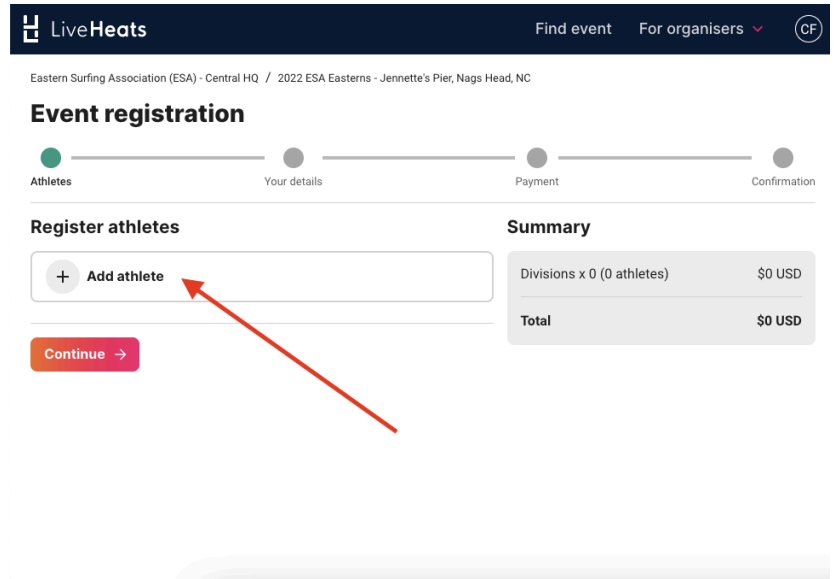 LiveHeats
Find event
For organisers
CF
Eastern Surfing Association (ESA) - Central HQ / 2022 ESA Easterns - Jennette's Pier, Nags Head, NC
Event registration
Athletes
Your details
Payment
Confirmation
Register athletes
+ Add athlete
Continue →
Summary
Divisions x 0 (0 athletes) $0 USD
Total $0 USD